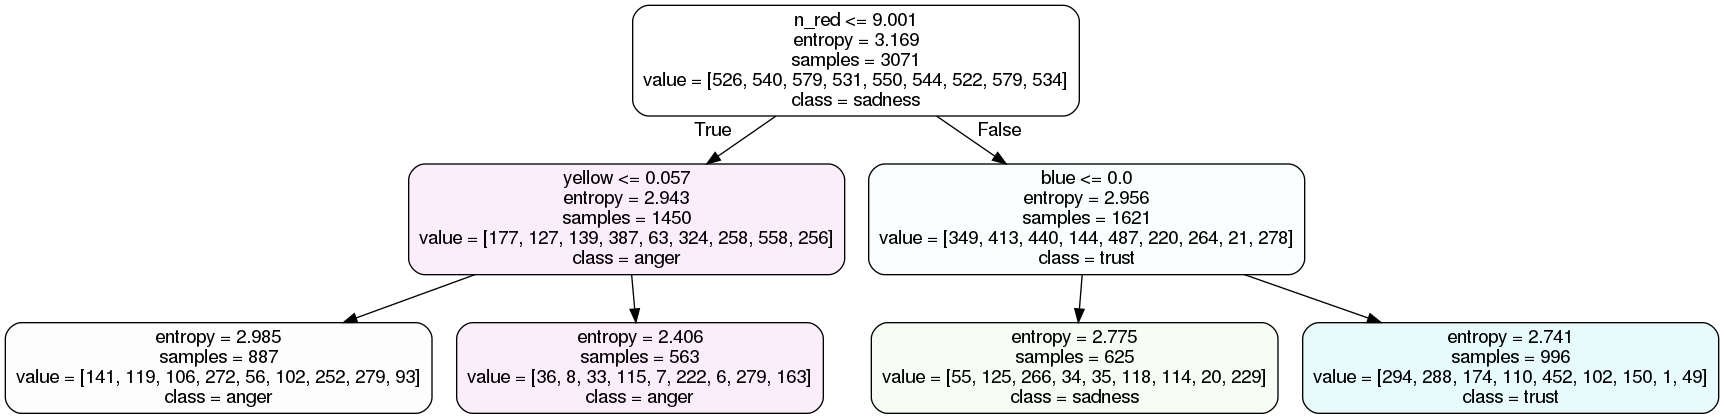 n_red <= 9.001
entropy = 3.169
samples = 3071
value = [526, 540, 579, 531, 550, 544, 522, 579, 534]
class = sadness
True
False
yellow <= 0.057
entropy = 2.943
samples = 1450
value = [177, 127, 139, 387, 63, 324, 258, 558, 256]
class = anger
blue <= 0.0
entropy = 2.956
samples = 1621
value = [349, 413, 440, 144, 487, 220, 264, 21, 278]
class = trust
entropy = 2.985
samples = 887
value = [141, 119, 106, 272, 56, 102, 252, 279, 93]
class = anger
entropy = 2.406
samples = 563
value = [36, 8, 33, 115, 7, 222, 6, 279, 163]
class = anger
entropy = 2.775
samples = 625
value = [55, 125, 266, 34, 35, 118, 114, 20, 229]
class = sadness
entropy = 2.741
samples = 996
value = [294, 288, 174, 110, 452, 102, 150, 1, 49]
class = trust